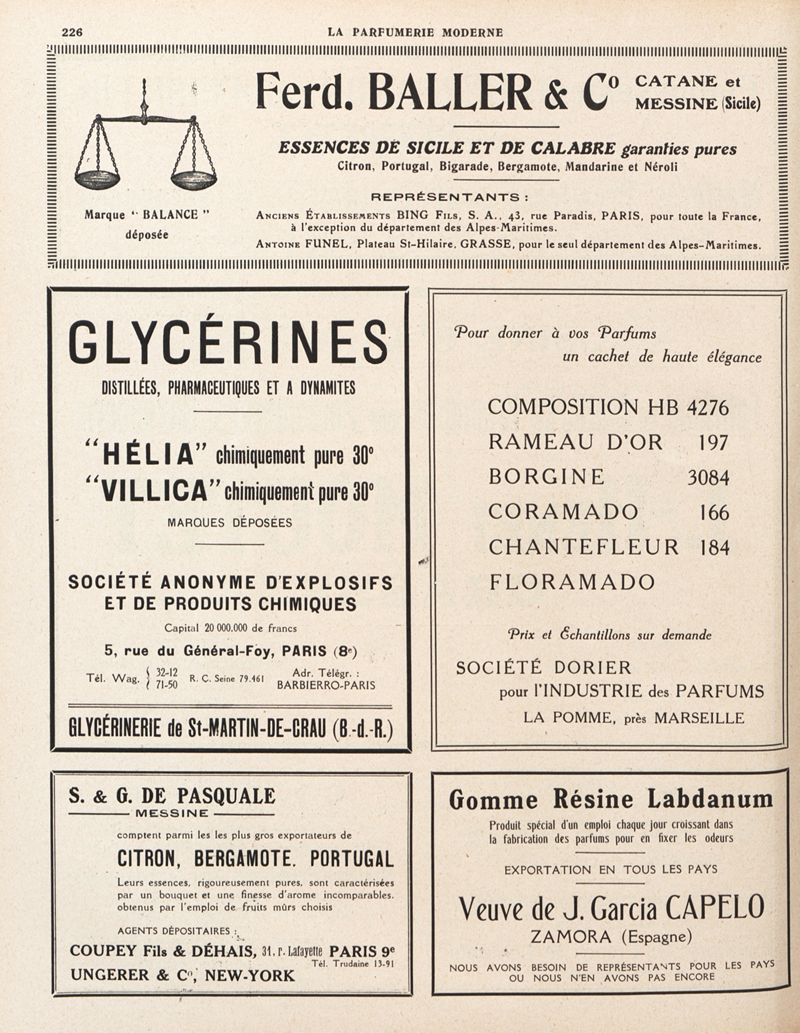 226
LA PARFUMERIE MODERNE
Ferd. BALLER & Co
CATANE et
MESSINE (Sicile)
ESSENCES DE SICILE ET DE CALABRE garanties pures
Citron, Portugal, Bigarade, Bergamote, Mandarine et Néroli
Marque “ BALANCE ”
déposée
REPRÉSENTANTS :
ANCIENS ÉTABLISSEMENTS BING FILS, S. A., 43, rue Paradis, PARIS, pour toute la France,
à l'exception du département des Alpes-Maritimes.
ANTOINE FUNEL, Plateau St-Hilaire, GRASSE, pour le seul département des Alpes-Maritimes.
GLYCÉRINES
DISTILLÉES, PHARMACEUTIQUES ET A DYNAMITES
“HÉLIA” chimiquement pure 30°
“VILLICA” chimiquement pure 30°
MARQUES DÉPOSÉES
SOCIÉTÉ ANONYME D'EXPLOSIFS
ET DE PRODUITS CHIMIQUES
Capital 20 000.000 de francs
5, rue du Général-Foy, PARIS (8e)
Tél. Wag. { 32-12
71-50
R. C. Seine 79.461
Adr. Télégr. :
BARBIERRO-PARIS
GLYCÉRINERIE de St-MARTIN-DE-CRAU (B.-d.-R.)
Pour donner à vos Parfums
un cachet de haute élégance
COMPOSITION HB 4276
RAMEAU D'OR 197
BORGINE 3084
CORAMADO 166
CHANTEFLEUR 184
FLORAMADO
Prix et Échantillons sur demande
SOCIÉTÉ DORIER
pour l'INDUSTRIE des PARFUMS
LA POMME, près MARSEILLE
S. & G. DE PASQUALE
MESSINE
comptent parmi les les plus gros exportateurs de
CITRON, BERGAMOTE. PORTUGAL
Leurs essences, rigoureusement pures, sont caractérisées
par un bouquet et une finesse d'arome incomparables.
obtenus par l'emploi de fruits mûrs choisis
AGENTS DÉPOSITAIRES :
COUPEY Fils & DÉHAIS, 31, r. Lafayette PARIS 9e
Tél. Trudaine 13-91
UNGERER & Co, NEW-YORK
Gomme Résine Labdanum
Produit spécial d'un emploi chaque jour croissant dans
la fabrication des parfums pour en fixer les odeurs
EXPORTATION EN TOUS LES PAYS
Veuve de J. Garcia CAPELO
ZAMORA (Espagne)
NOUS AVONS BESOIN DE REPRÉSENTANTS POUR LES PAYS
OU NOUS N'EN AVONS PAS ENCORE